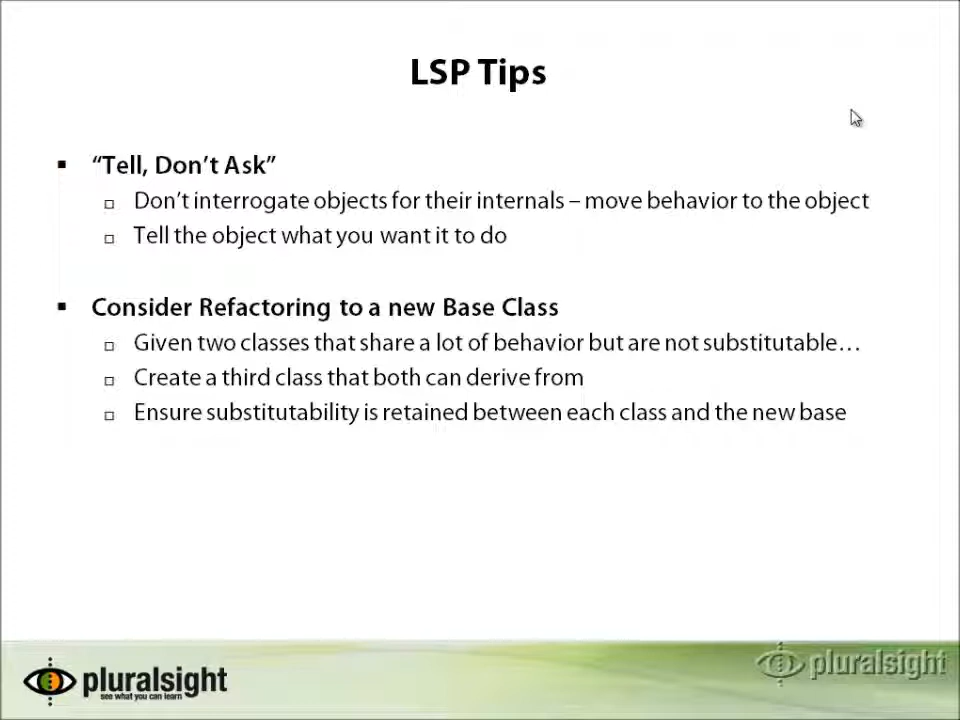 LSP Tips
“Tell, Don’t Ask”
Don’t interrogate objects for their internals – move behavior to the object
Tell the object what you want it to do
Consider Refactoring to a new Base Class
Given two classes that share a lot of behavior but are not substitutable…
Create a third class that both can derive from
Ensure substitutability is retained between each class and the new base
pluralsight
see what you can learn
pluralsight